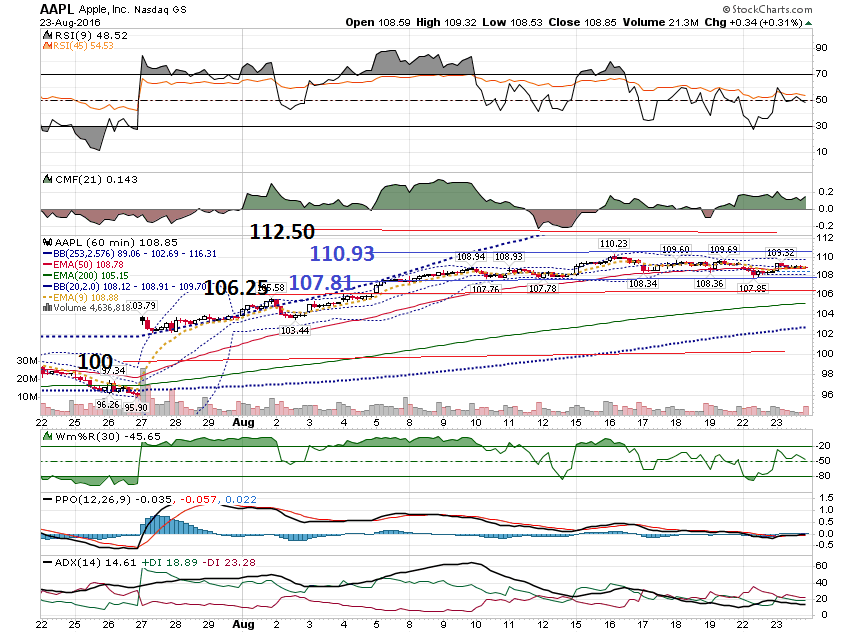 AAPL Apple, Inc. Nasdaq GS
© StockCharts.com
23-Aug-2016
Open 108.59 High 109.32 Low 108.53 Close 108.85 Volume 21.3M Chg +0.34 (+0.31%)
RSI(9) 48.52
RSI(45) 54.53
90
70
50
30
10
CMF(21) 0.143
0.2
0.0
-0.2
AAPL (60 min) 108.85
BB(253,2.576) 89.06 - 102.69 - 116.31
EMA(50) 108.78
EMA(200) 105.15
BB(20,2.0) 108.12 - 108.91 - 109.70
EMA(9) 108.88
Volume 4,636,818
112.50
110.93
107.81
106.25
100
03.79
97.34
96.26
95.90
103.44
108.94
108.93
107.76
107.78
110.23
108.34
109.60
108.36
109.69
107.85
109.32
112
110
108
106
104
102
100
98
96
30M
20M
10M
22 25 26 27 28 29 Aug 2 3 4 5 8 9 10 11 12 15 16 17 18 19 22 23
Wm%R(30) -45.65
-20
-50
-80
PPO(12,26,9) -0.035, -0.057, 0.022
1.5
1.0
0.5
0.0
-0.5
ADX(14) 14.61 +DI 18.89 -DI 23.28
60
40
20
0
22 25 26 27 28 29 Aug 2 3 4 5 8 9 10 11 12 15 16 17 18 19 22 23